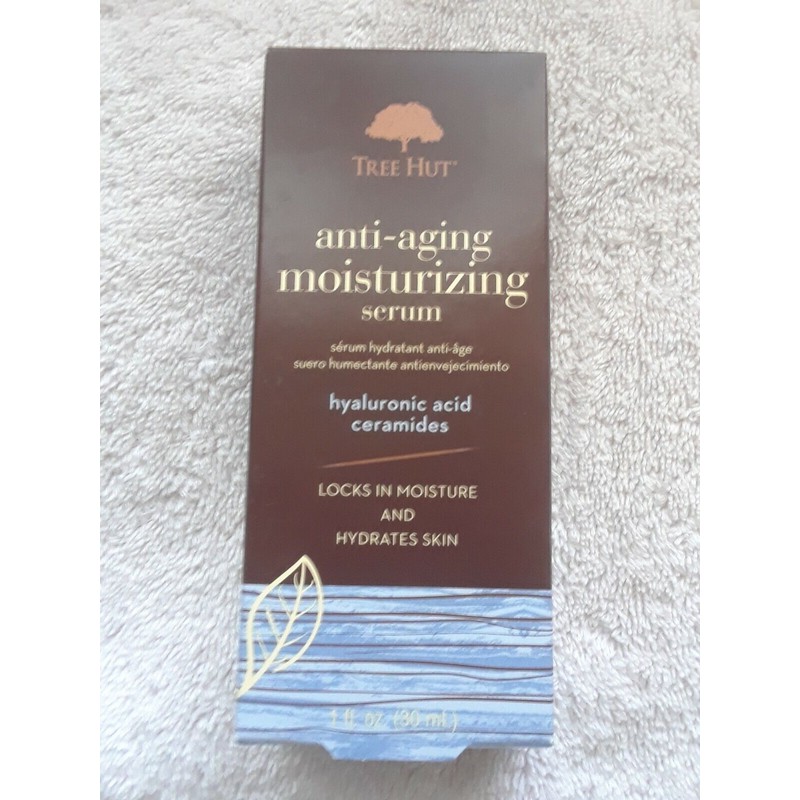 TREE HUT
anti-aging
moisturizing
serum
sérum hydratant anti-âge
suero humectante antienvejecimiento
hyaluronic acid
ceramides
LOCKS IN MOISTURE
AND
HYDRATES SKIN
1 fl oz (30 mL)